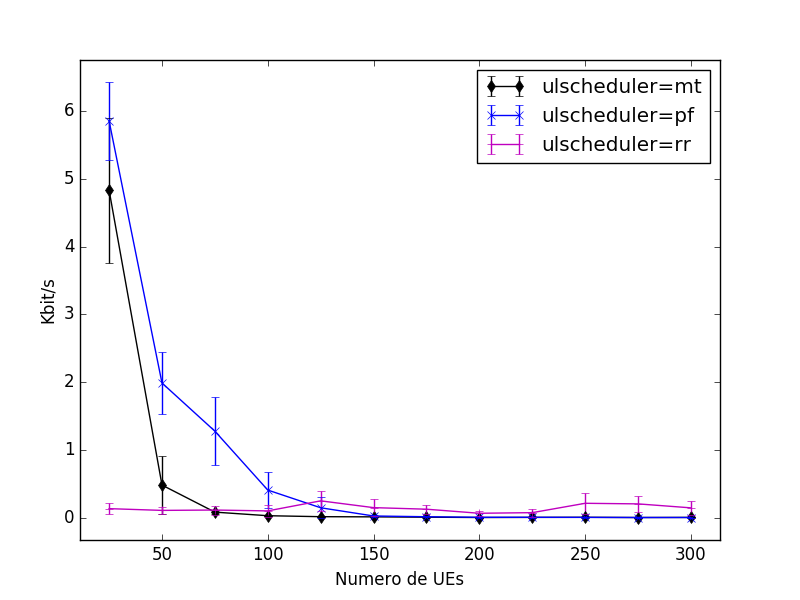 ulscheduler=mt
ulscheduler=pf
ulscheduler=rr
Kbit/s
6
5
4
3
2
1
0
50 100 150 200 250 300
Numero de UEs